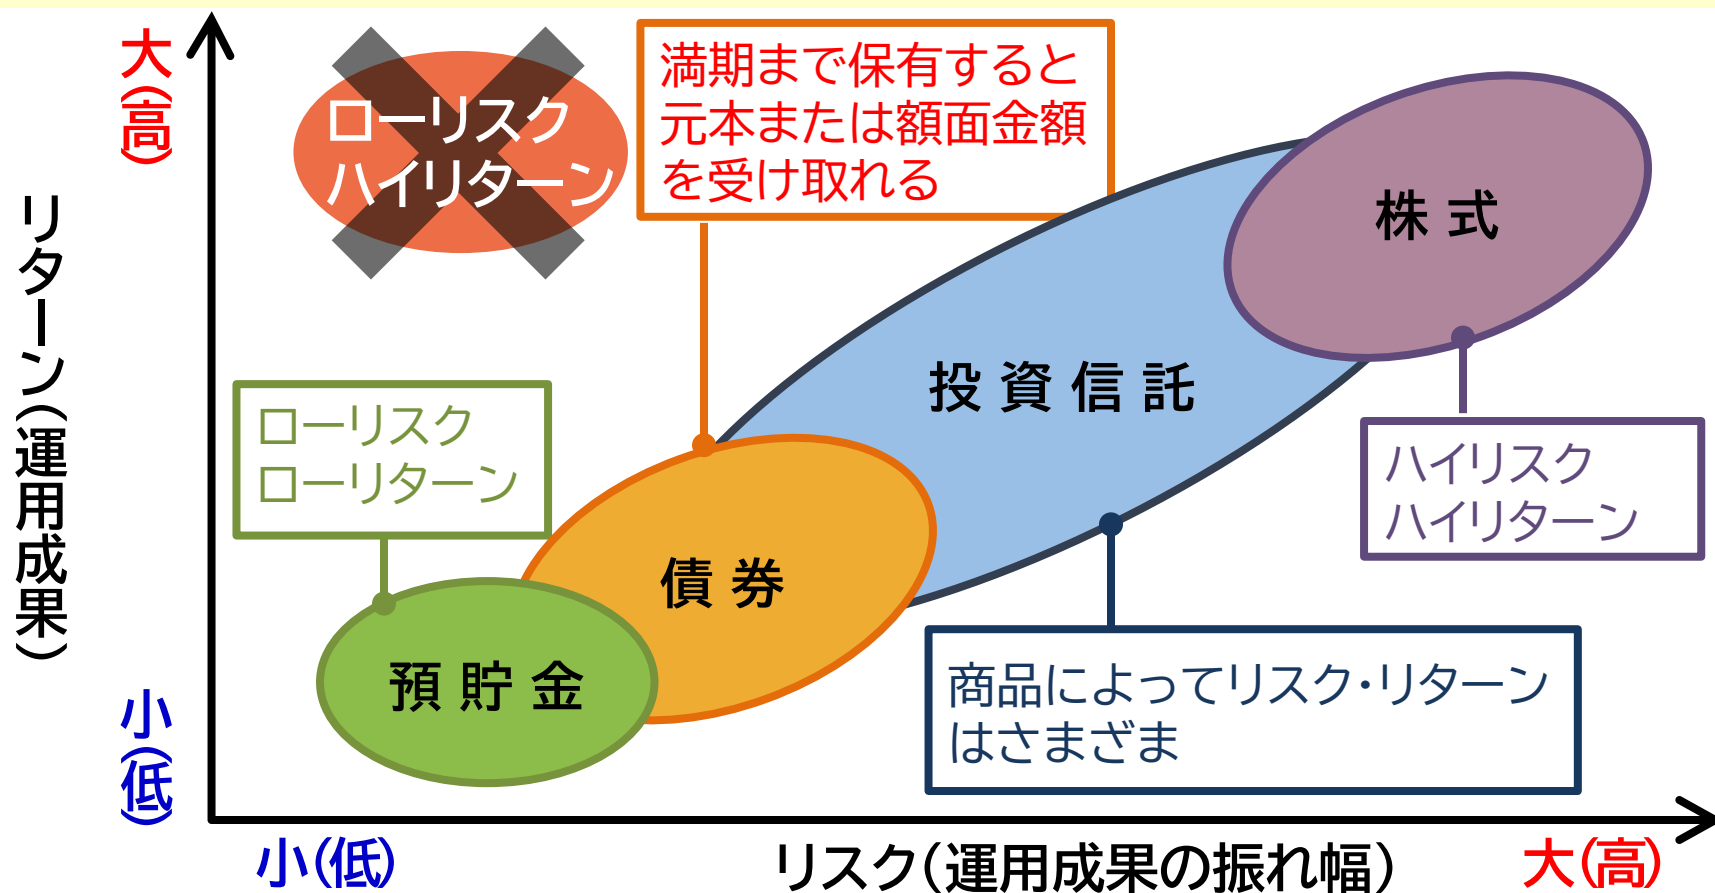 大(高)
ローリスク
ハイリターン
満期まで保有すると
元本または額面金額
を受け取れる
株式
リターン(運用成果)
投資信託
ローリスク
ローリターン
ハイリスク
ハイリターン
債券
預貯金
商品によってリスク・リターン
はさまざま
小(低)
小(低)
リスク(運用成果の振れ幅)
大(高)